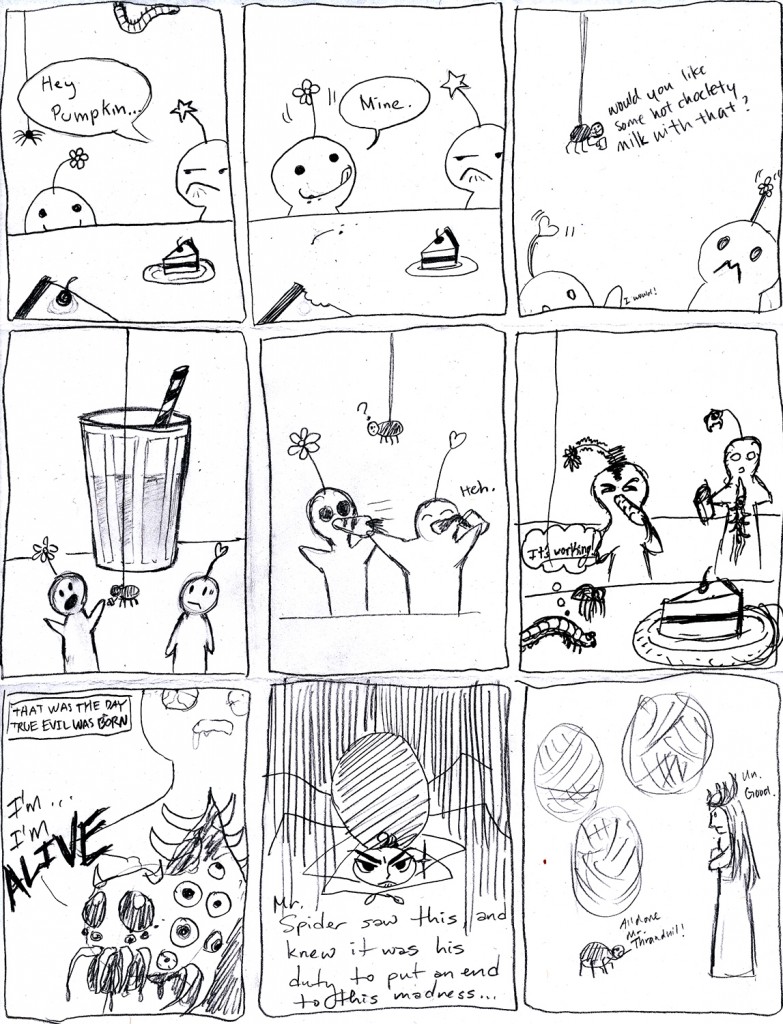 Hey
Pumpkin...
Mine.
would you like
some hot choclety
milk with that?
I would!
?
Heh.
It's working!
THAT WAS THE DAY
TRUE EVIL WAS BORN
I'm...
I'm
ALIVE
Mr.
Spider saw this, and
knew it was his
duty to put an end
to this madness...
Un.
Good.
All done
Mr.
Thranduil!